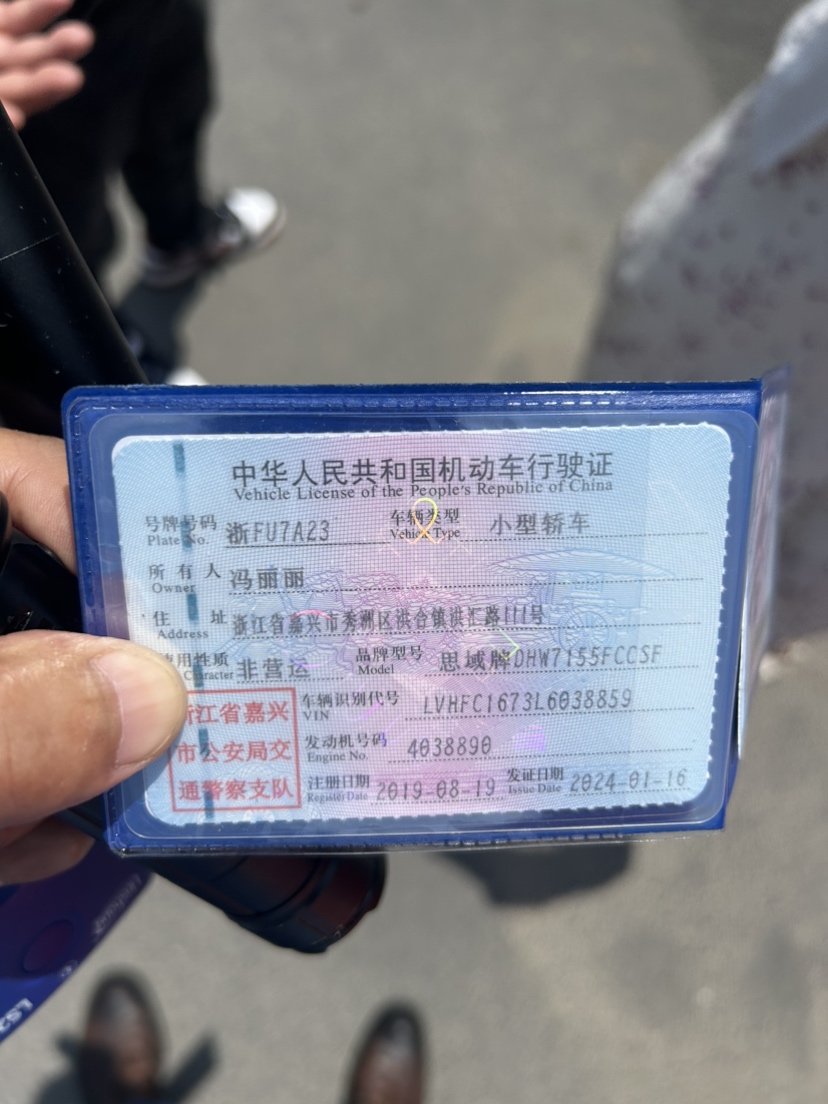 中华人民共和国机动车行驶证
Vehicle License of the People's Republic of China
号牌号码 浙FU7A23 车辆类型 小型轿车
Plate No. Vehicle Type
所有人 冯丽丽
Owner
住址 浙江省嘉兴市秀洲区洪合镇洪汇路111号
Address
使用性质 非营运 品牌型号 思域牌DHW7155FCCSF
Character Model
浙江省嘉兴
市公安局交
通警察支队
车辆识别代号 LVHFC1673L6038859
VIN
发动机号码 4038890
Engine No.
注册日期 2019-08-19 发证日期 2024-01-16
Register Date Issue Date